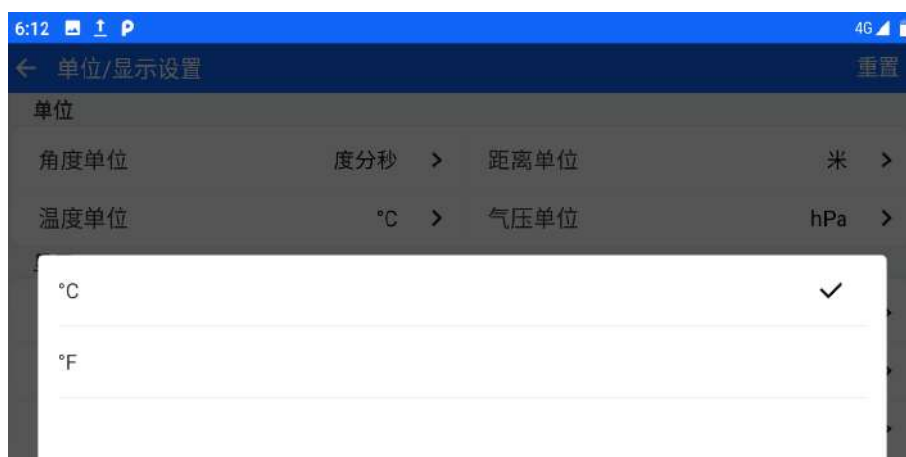 6:12 P 4G
单位/显示设置 重置
单位
角度单位 度分秒 距离单位 米
温度单位 °C 气压单位 hPa
°C
°F